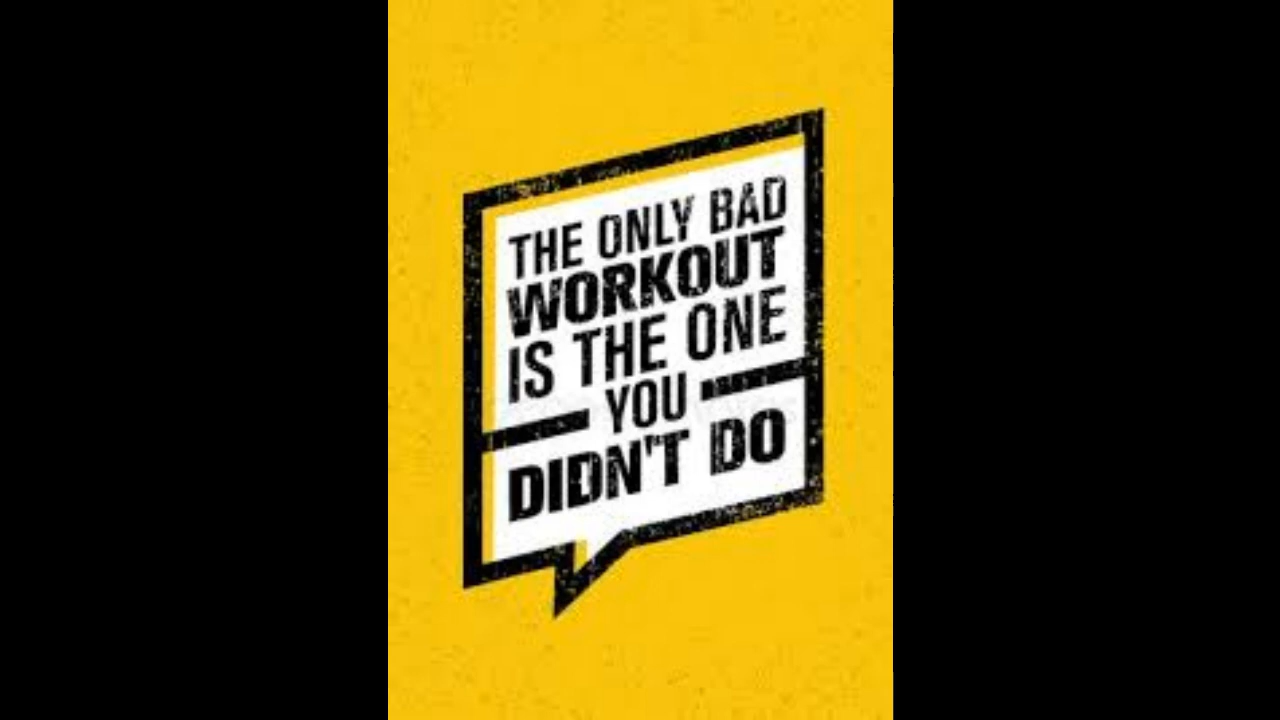 THE ONLY BAD
WORKOUT
IS THE ONE
YOU
DIDN'T DO